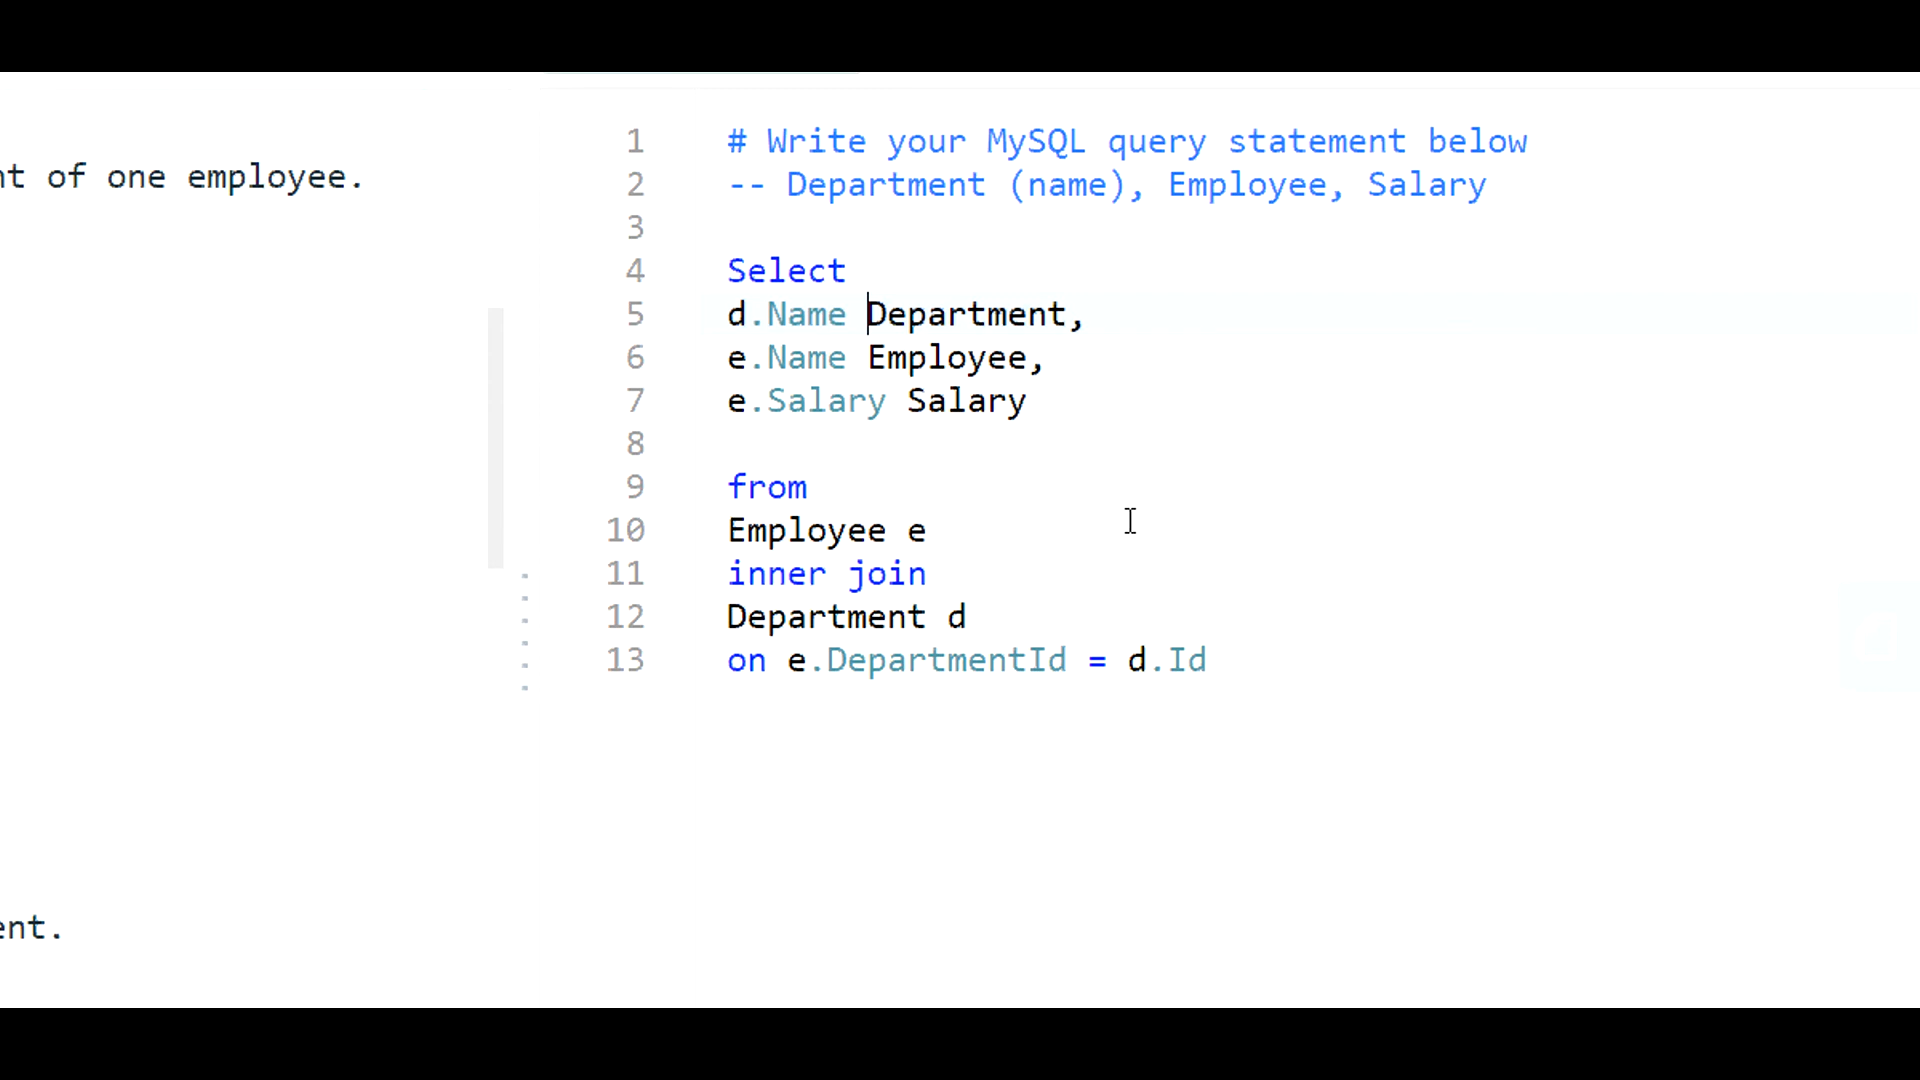 of one employee.
1 # Write your MySQL query statement below
2 -- Department (name), Employee, Salary
3
4 Select
5 d.Name Department,
6 e.Name Employee,
7 e.Salary Salary
8
9 from
10 Employee e
11 inner join
12 Department d
13 on e.DepartmentId = d.Id